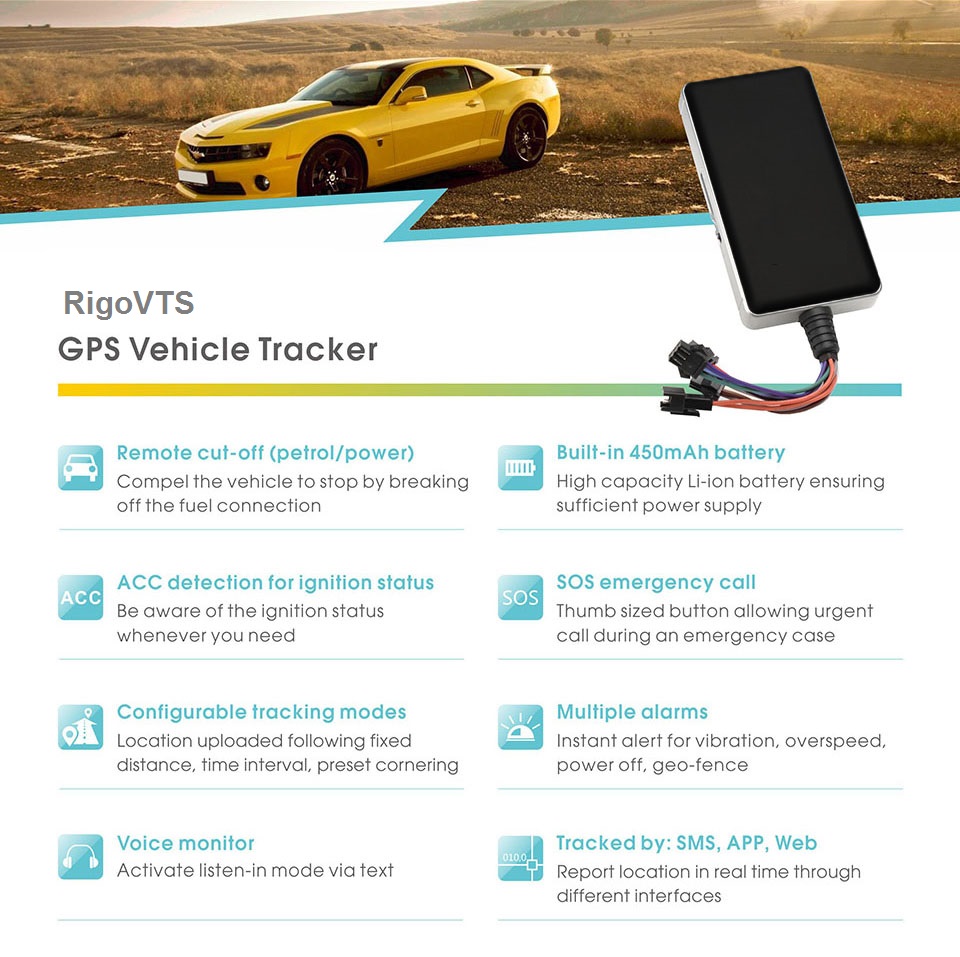 RigoVTS
GPS Vehicle Tracker
Remote cut-off (petrol/power)
Compel the vehicle to stop by breaking
off the fuel connection
Built-in 450mAh battery
High capacity Li-ion battery ensuring
sufficient power supply
ACC
ACC detection for ignition status
Be aware of the ignition status
whenever you need
SOS
SOS emergency call
Thumb sized button allowing urgent
call during an emergency case
Configurable tracking modes
Location uploaded following fixed
distance, time interval, preset cornering
Multiple alarms
Instant alert for vibration, overspeed,
power off, geo-fence
Voice monitor
Activate listen-in mode via text
010.0
Tracked by: SMS, APP, Web
Report location in real time through
different interfaces